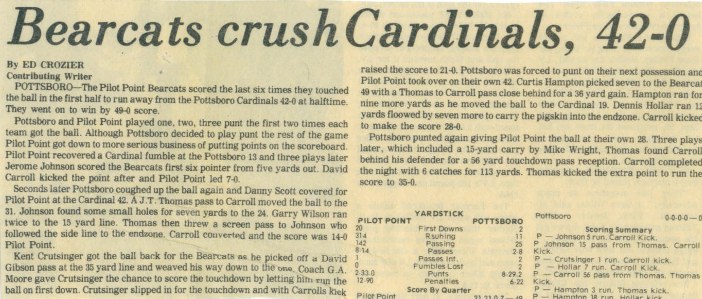 Bearcats crush Cardinals, 42-0
By ED CROZIER
Contributing Writer
POTTSBORO—The Pilot Point Bearcats scored the last six times they touched
the ball in the first half to run away from the Pottsboro Cardinals 42-0 at halftime.
They went on to win by 49-0 score.
Pottsboro and Pilot Point played one, two, three punt the first two times each
team got the ball. Although Pottsboro decided to play punt the rest of the game
Pilot Point got down to more serious business of putting points on the scoreboard.
Pilot Point recovered a Cardinal fumble at the Pottsboro 13 and three plays later
Jerome Johnson scored the Bearcats first six pointer from five yards out. David
Carroll kicked the point after and Pilot Point led 7-0.
Seconds later Pottsboro coughed up the ball again and Danny Scott covered for
Pilot Point at the Cardinal 42. A J.T. Thomas pass to Carroll moved the ball to the
31. Johnson found some small holes for seven yards to the 24. Garry Wilson ran
twice to the 15 yard line. Thomas then threw a screen pass to Johnson who
followed the side line to the endzone. Carroll converted and the score was 14-0
Pilot Point.
Kent Crutsinger got the ball back for the Bearcats as he picked off a David
Gibson pass at the 35 yard line and weaved his way down to the one. Coach G.A.
Moore gave Crutsinger the chance to score the touchdown by letting him run the
ball on first down. Crutsinger slipped in for the touchdown and with Carrolls kick
raised the score to 21-0. Pottsboro was forced to punt on their next possession and
Pilot Point took over on their own 42. Curtis Hampton picked seven to the Bearcat
49 with a Thomas to Carroll pass close behind for a 36 yard gain. Hampton ran for
nine more yards as he moved the ball to the Cardinal 19. Dennis Hollar ran 12
yards floowed by seven more to carry the pigskin into the endzone. Carroll kicked
to make the score 28-0.
Pottsboro punted again giving Pilot Point the ball at their own 28. Three plays
later, which included a 15-yard carry by Mike Wright, Thomas found Carroll
behind his defender for a 56 yard touchdown pass reception. Carroll completed
the night with 6 catches for 113 yards. Thomas kicked the extra point to run the
score to 35-0.
YARDSTICK
PILOT POINT POTTSBORO
20 First Downs 2
314 Rsuhing 11
142 Passing 25
8-14 Passes 2-8
1 Passes Int. 2
0 Fumbles Lost 2
2-33.0 Punts 8-29.2
12-90 Penalties 6-22
Score By Quarter
Pilot Point 21 21 0 7 — 49
Pottsboro 0-0-0-0 — 0
Scoring Summary
P — Johnson 5 run. Carroll Kick.
P Johnson 15 pass from Thomas. Carroll
Kick.
P — Crutsinger 1 run. Carroll kick.
P — Hollar 7 run. Carroll Kick.
P — Carroll 56 pass from Thomas. Thomas
Kick.
P — Hampton 3 run. Thomas kick.
P — Hampton 18 run. Hollar kick